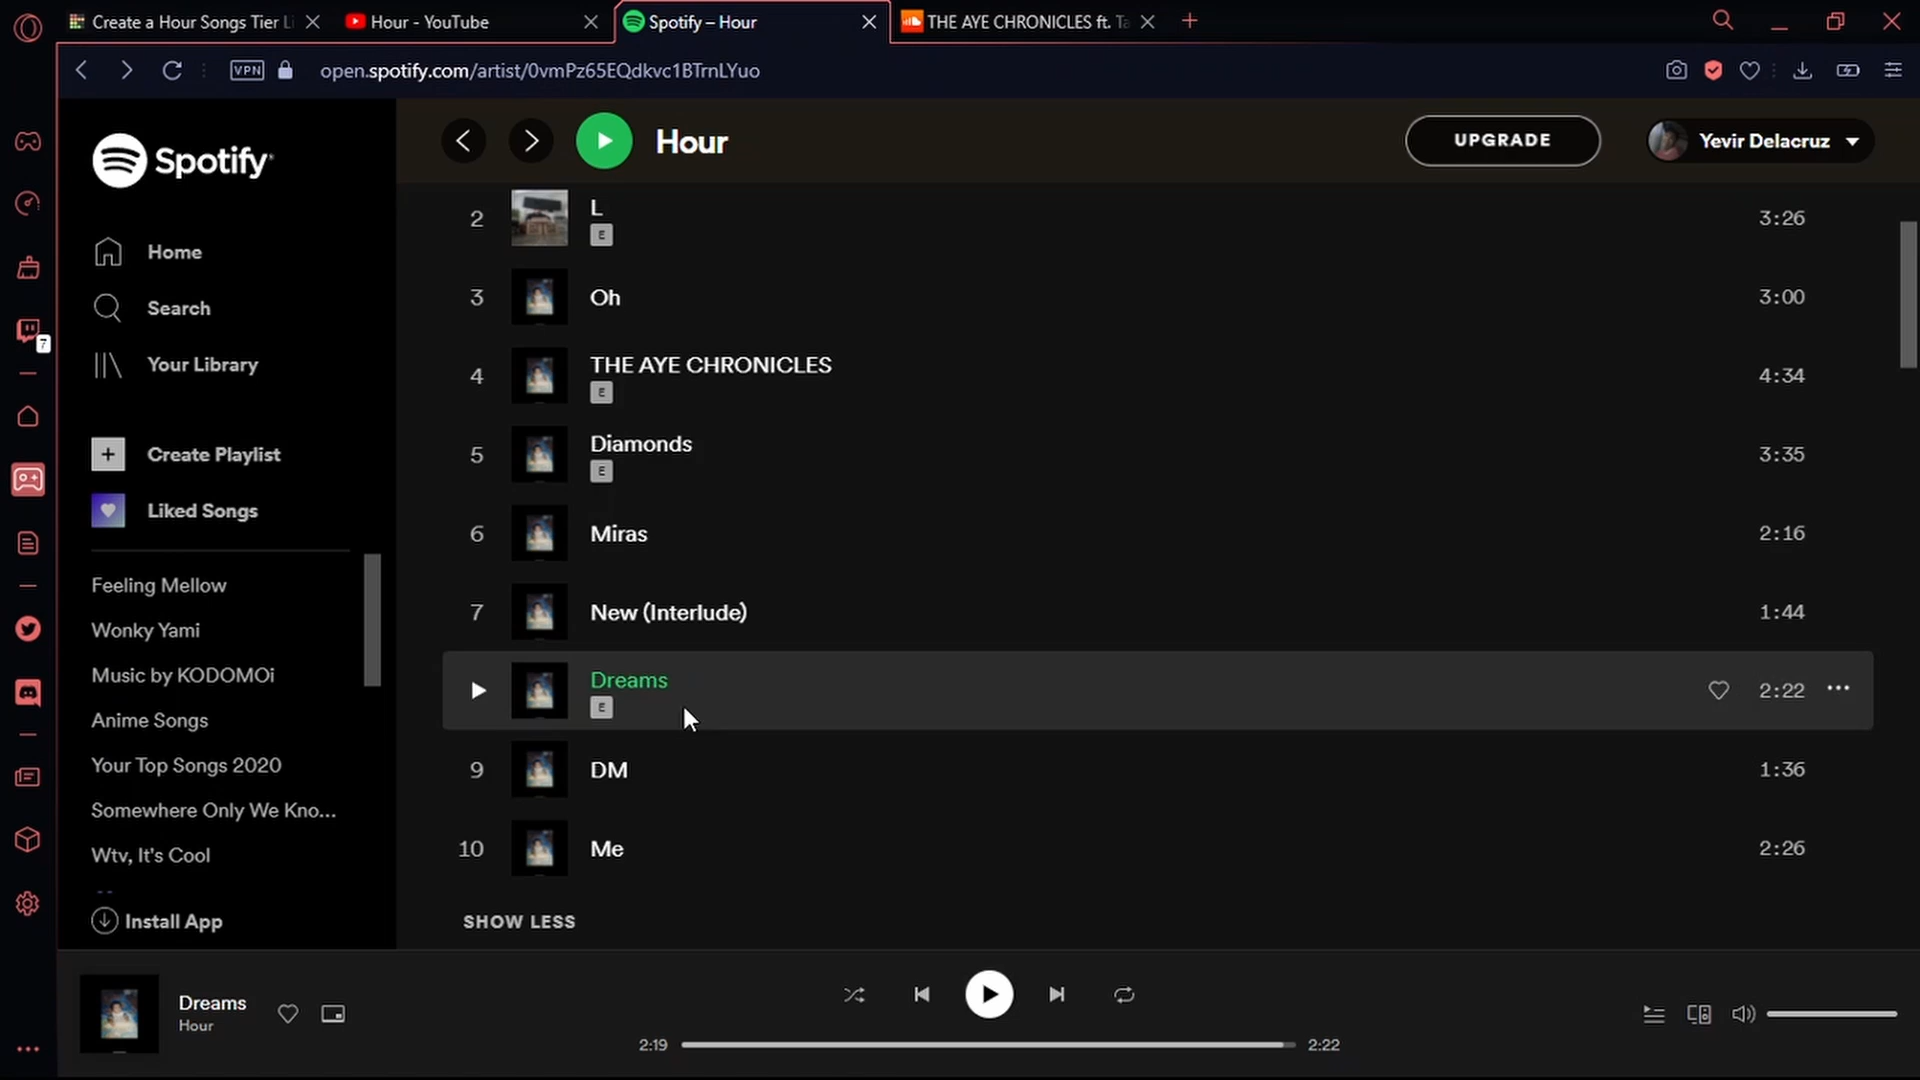 Create a Hour Songs Tier Li
Hour - YouTube
Spotify – Hour
THE AYE CHRONICLES ft. Ta
VPN
open.spotify.com/artist/0vmPz65EQdkvc1BTrnLYuo
Spotify
Hour
UPGRADE
Yevir Delacruz
Home
Search
Your Library
Create Playlist
Liked Songs
Feeling Mellow
Wonky Yami
Music by KODOMOi
Anime Songs
Your Top Songs 2020
Somewhere Only We Kno...
Wtv, It's Cool
Install App
7
2 L 3:26
E
3 Oh 3:00
4 THE AYE CHRONICLES 4:34
E
5 Diamonds 3:35
E
6 Miras 2:16
7 New (Interlude) 1:44
Dreams 2:22
E
9 DM 1:36
10 Me 2:26
SHOW LESS
Dreams
Hour
2:19 2:22